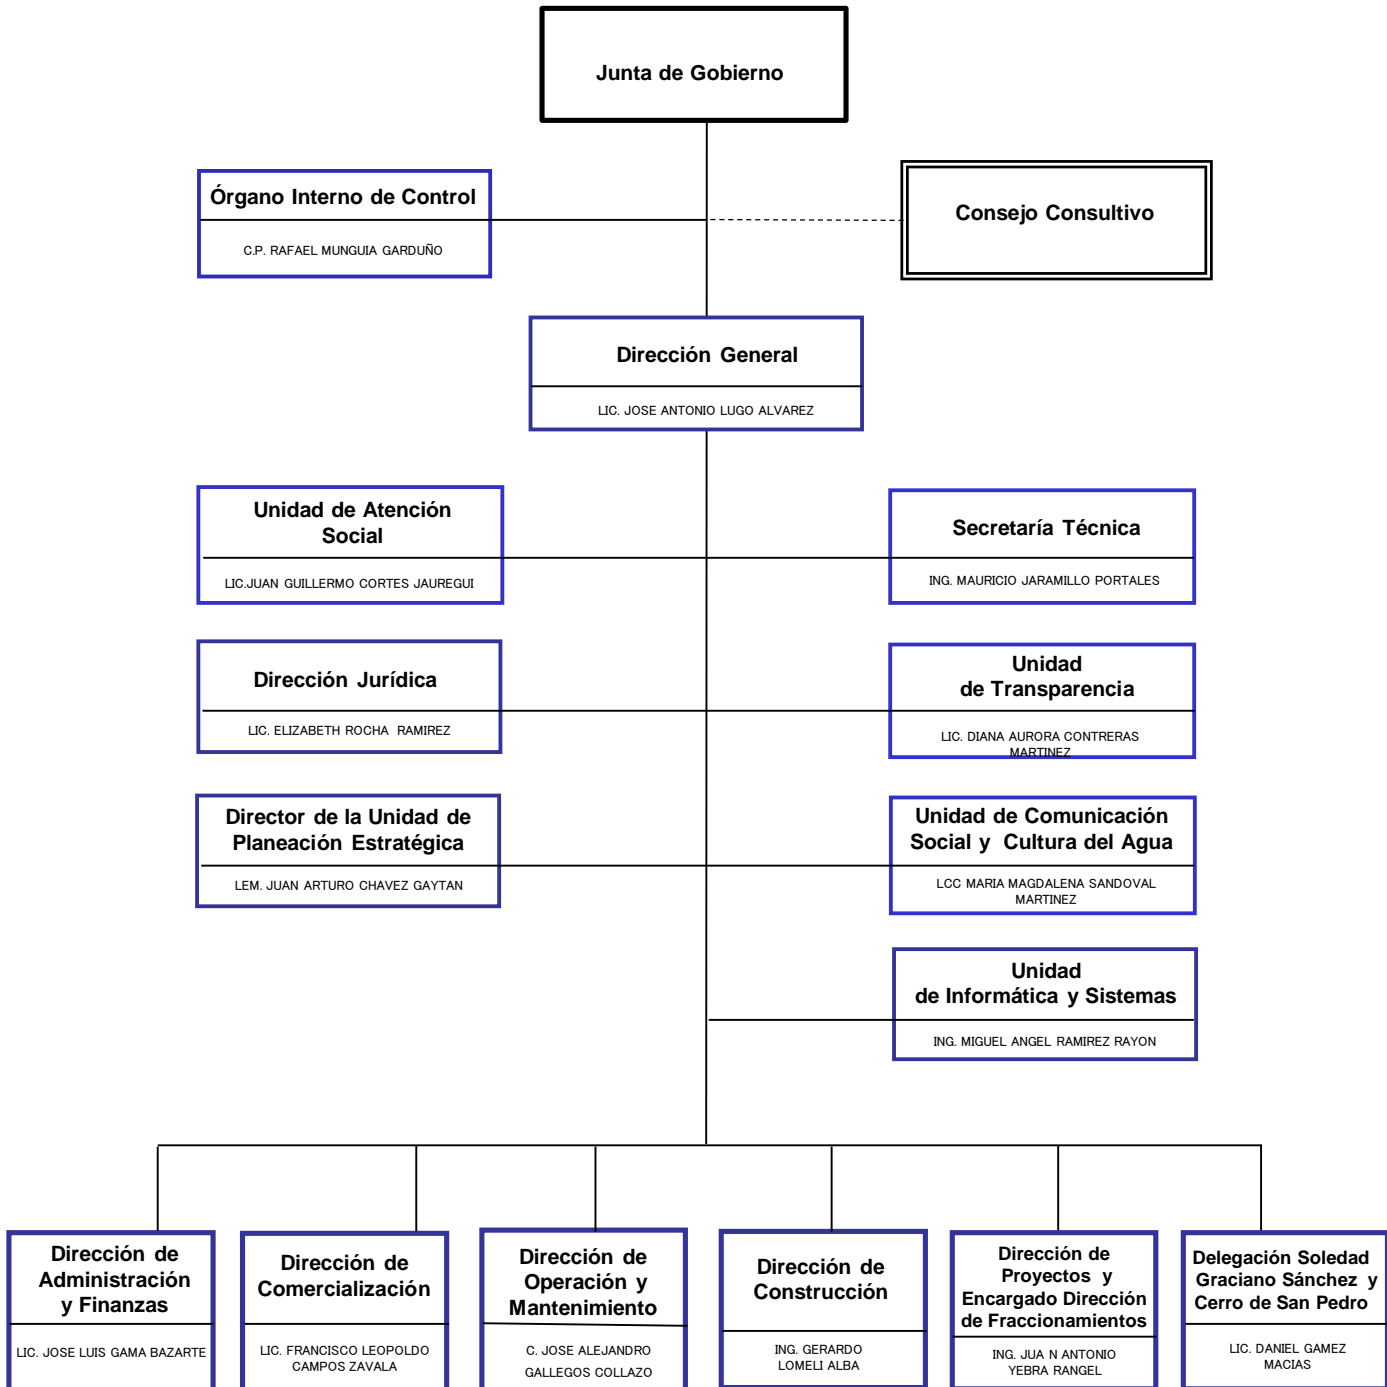 Junta de Gobierno
Órgano Interno de Control
C.P. RAFAEL MUNGUIA GARDUÑO
Consejo Consultivo
Dirección General
LIC. JOSE ANTONIO LUGO ALVAREZ
Unidad de Atención
Social
LIC.JUAN GUILLERMO CORTES JAUREGUI
Secretaría Técnica
ING. MAURICIO JARAMILLO PORTALES
Dirección Jurídica
LIC. ELIZABETH ROCHA RAMIREZ
Unidad
de Transparencia
LIC. DIANA AURORA CONTRERAS
MARTINEZ
Director de la Unidad de
Planeación Estratégica
LEM. JUAN ARTURO CHAVEZ GAYTAN
Unidad de Comunicación
Social y Cultura del Agua
LCC MARIA MAGDALENA SANDOVAL
MARTINEZ
Unidad
de Informática y Sistemas
ING. MIGUEL ANGEL RAMIREZ RAYON
Dirección de
Administración
y Finanzas
LIC. JOSE LUIS GAMA BAZARTE
Dirección de
Comercialización
LIC. FRANCISCO LEOPOLDO
CAMPOS ZAVALA
Dirección de
Operación y
Mantenimiento
C. JOSE ALEJANDRO
GALLEGOS COLLAZO
Dirección de
Construcción
ING. GERARDO
LOMELI ALBA
Dirección de
Proyectos y
Encargado Dirección
de Fraccionamientos
ING. JUA N ANTONIO
YEBRA RANGEL
Delegación Soledad
Graciano Sánchez y
Cerro de San Pedro
LIC. DANIEL GAMEZ
MACIAS